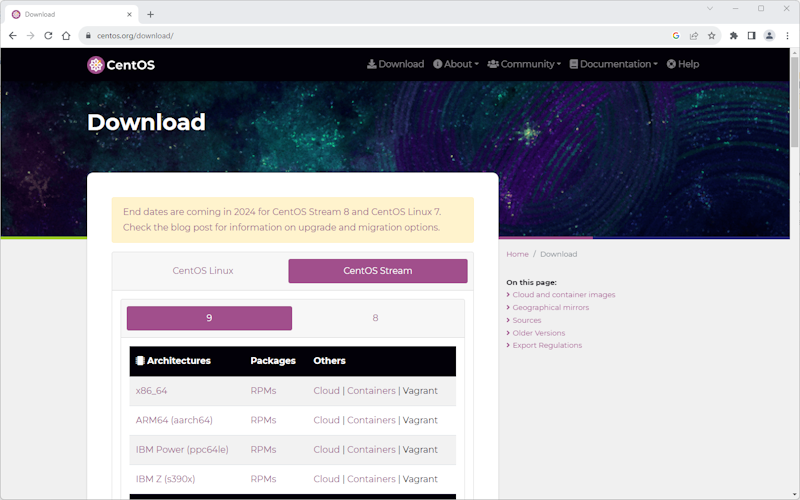 Download
centos.org/download/
CentOS
Download About Community Documentation Help
Download
End dates are coming in 2024 for CentOS Stream 8 and CentOS Linux 7.
Check the blog post for information on upgrade and migration options.
CentOS Linux CentOS Stream
9 8
Architectures Packages Others
x86_64 RPMs Cloud | Containers | Vagrant
ARM64 (aarch64) RPMs Cloud | Containers | Vagrant
IBM Power (ppc64le) RPMs Cloud | Containers | Vagrant
IBM Z (s390x) RPMs Cloud | Containers | Vagrant
Home / Download
On this page:
Cloud and container images
Geographical mirrors
Sources
Older Versions
Export Regulations